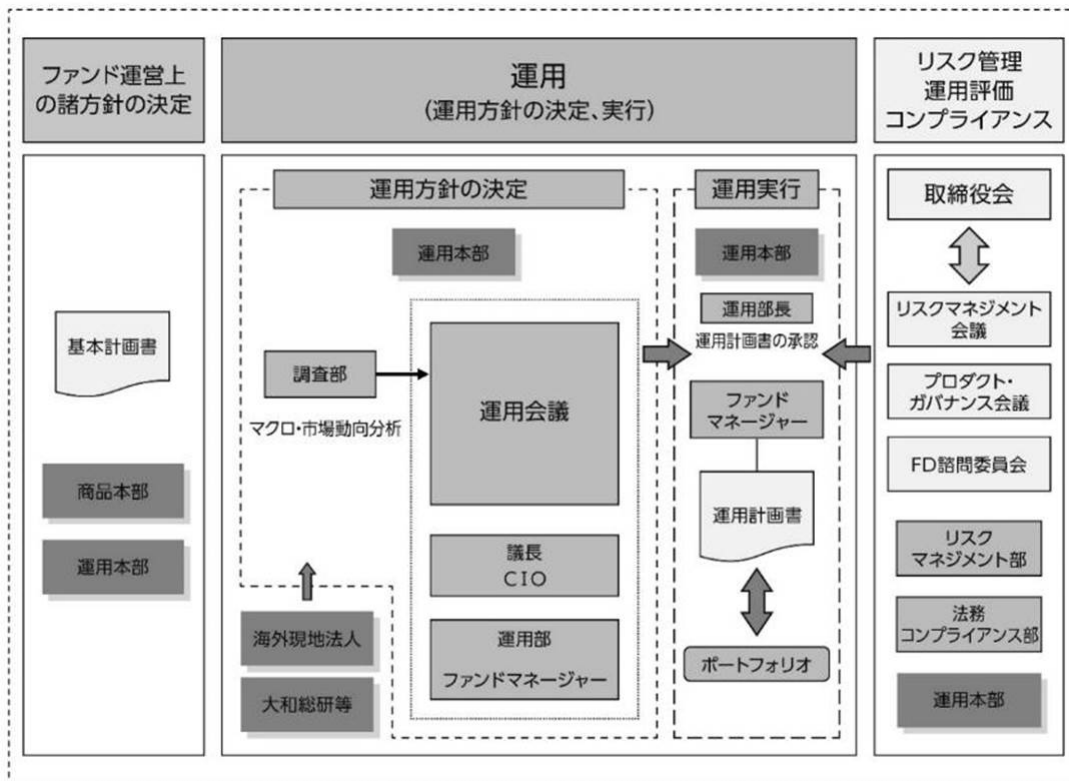 ファンド運営上
の諸方針の決定
運用
(運用方針の決定、実行)
リスク管理
運用評価
コンプライアンス
基本計画書
商品本部
運用本部
運用方針の決定
運用本部
調査部
マクロ・市場動向分析
運用会議
議長
CIO
運用部
ファンドマネージャー
海外現地法人
大和総研等
運用実行
運用本部
運用部長
運用計画書の承認
ファンド
マネージャー
運用計画書
ポートフォリオ
取締役会
リスクマネジメント
会議
プロダクト・
ガバナンス会議
FD諮問委員会
リスク
マネジメント部
法務
コンプライアンス部
運用本部